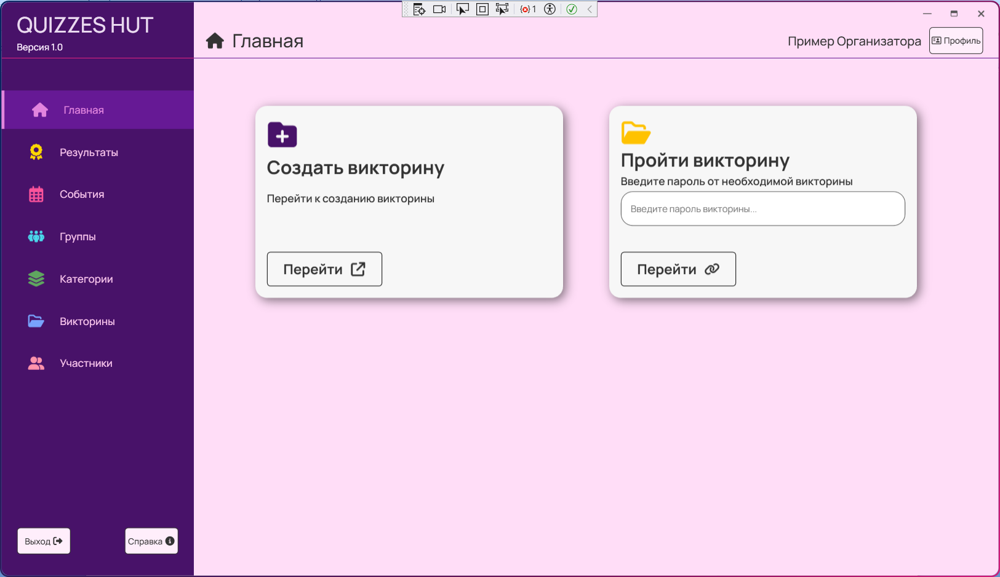 QUIZZES HUT
Версия 1.0
1
Главная
Пример Организатора
Профиль
Главная
Результаты
События
Группы
Категории
Викторины
Участники
Выход
Справка
Создать викторину
Перейти к созданию викторины
Перейти
Пройти викторину
Введите пароль от необходимой викторины
Введите пароль викторины...
Перейти